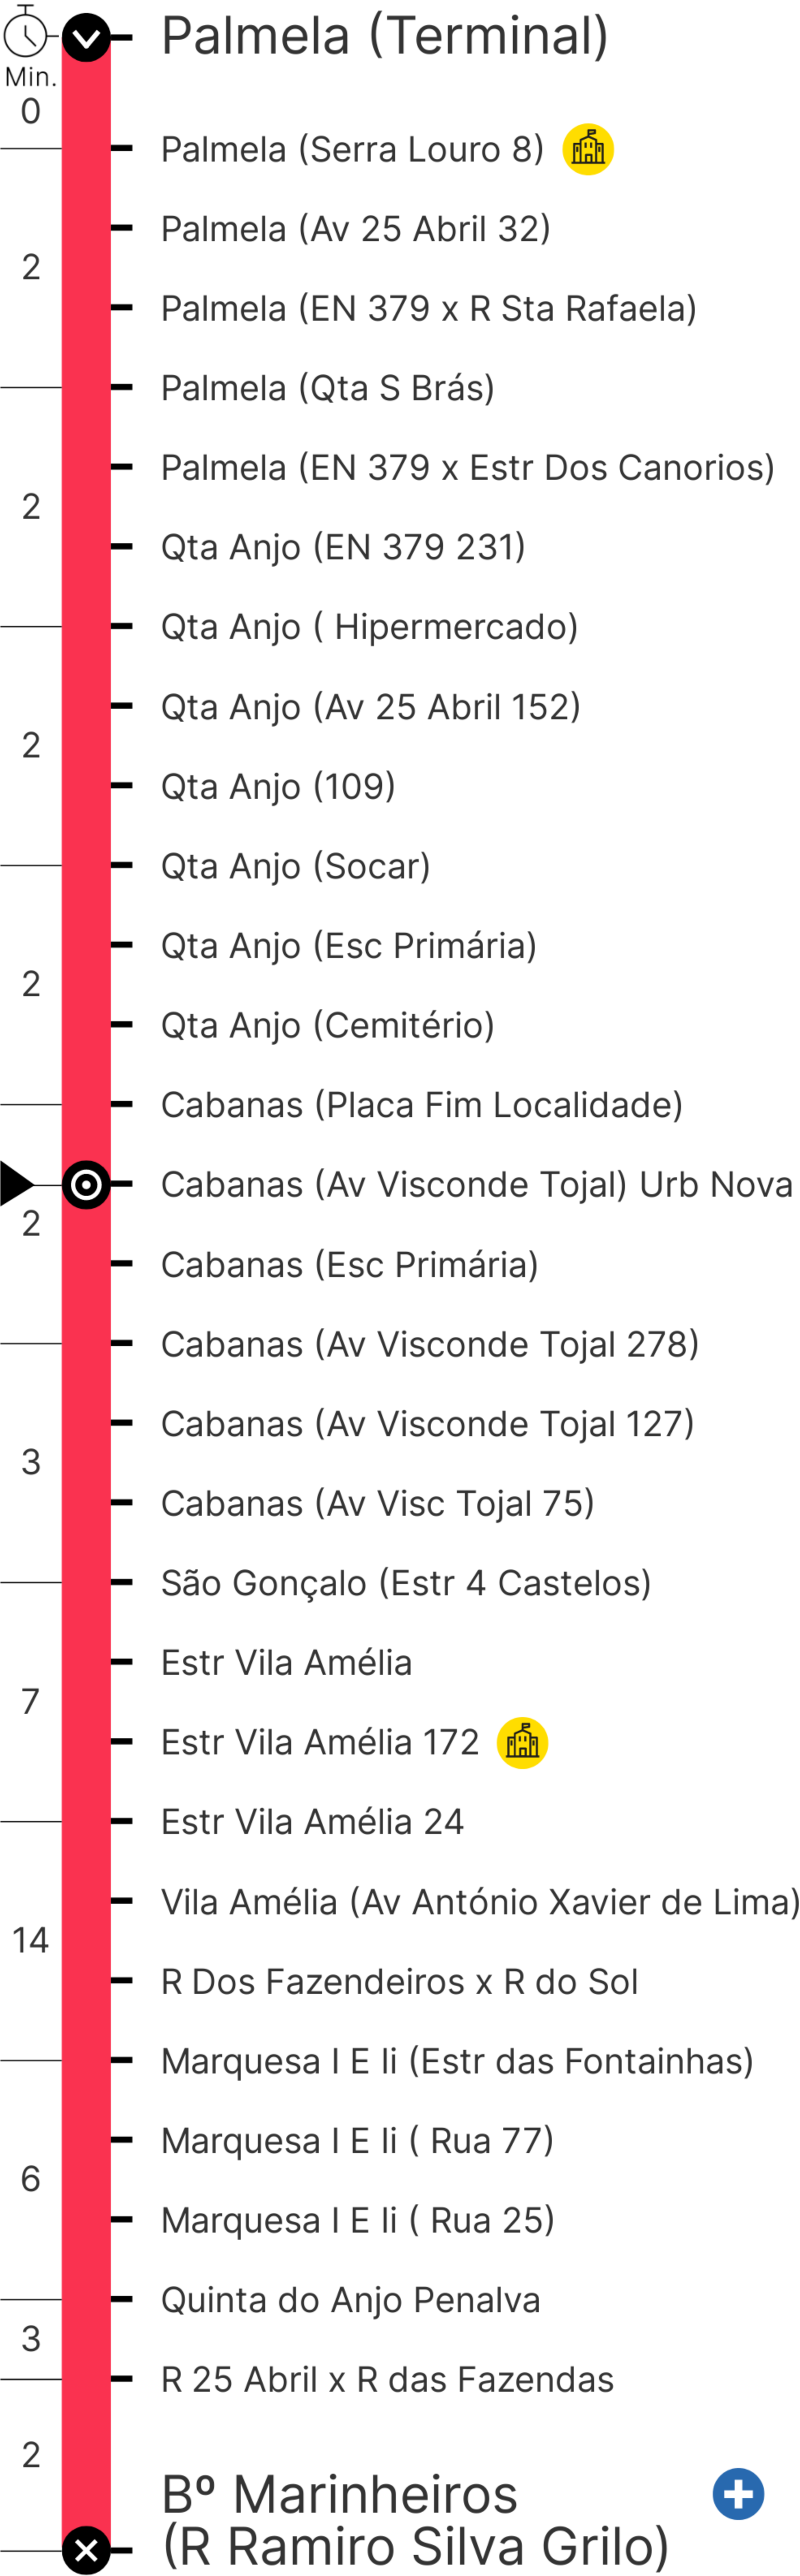 Palmela (Terminal)
Min.
0
Palmela (Serra Louro 8)
Palmela (Av 25 Abril 32)
2
Palmela (EN 379 x R Sta Rafaela)
Palmela (Qta S Brás)
Palmela (EN 379 x Estr Dos Canorios)
2
Qta Anjo (EN 379 231)
Qta Anjo ( Hipermercado)
Qta Anjo (Av 25 Abril 152)
2
Qta Anjo (109)
Qta Anjo (Socar)
Qta Anjo (Esc Primária)
2
Qta Anjo (Cemitério)
Cabanas (Placa Fim Localidade)
Cabanas (Av Visconde Tojal) Urb Nova
2
Cabanas (Esc Primária)
Cabanas (Av Visconde Tojal 278)
Cabanas (Av Visconde Tojal 127)
3
Cabanas (Av Visc Tojal 75)
São Gonçalo (Estr 4 Castelos)
Estr Vila Amélia
7
Estr Vila Amélia 172
Estr Vila Amélia 24
Vila Amélia (Av António Xavier de Lima)
14
R Dos Fazendeiros x R do Sol
Marquesa I E Ii (Estr das Fontainhas)
Marquesa I E Ii ( Rua 77)
6
Marquesa I E Ii ( Rua 25)
Quinta do Anjo Penalva
3
R 25 Abril x R das Fazendas
2
Bº Marinheiros
(R Ramiro Silva Grilo)